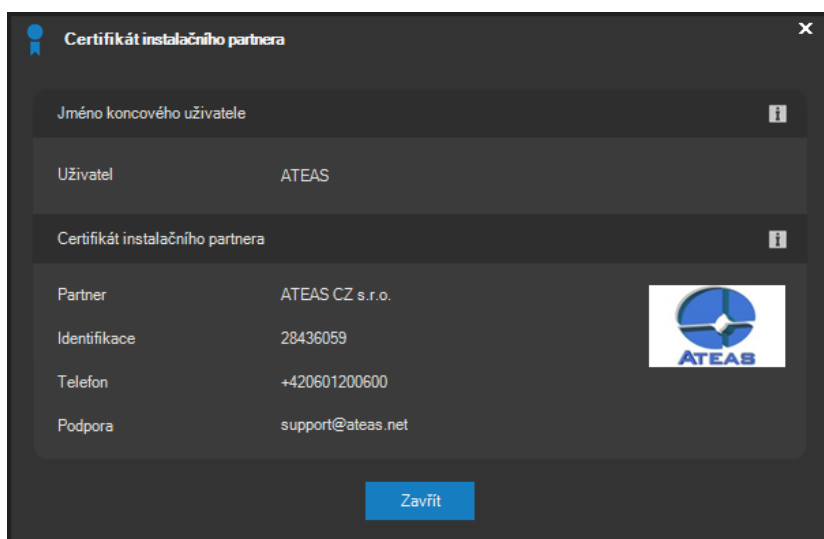 Certifikát instalačního partnera
Jméno koncového uživatele
Uživatel ATEAS
Certifikát instalačního partnera
Partner ATEAS CZ s.r.o.
Identifikace 28436059
Telefon +420601200600
Podpora support@ateas.net
ATEAS
Zavřít